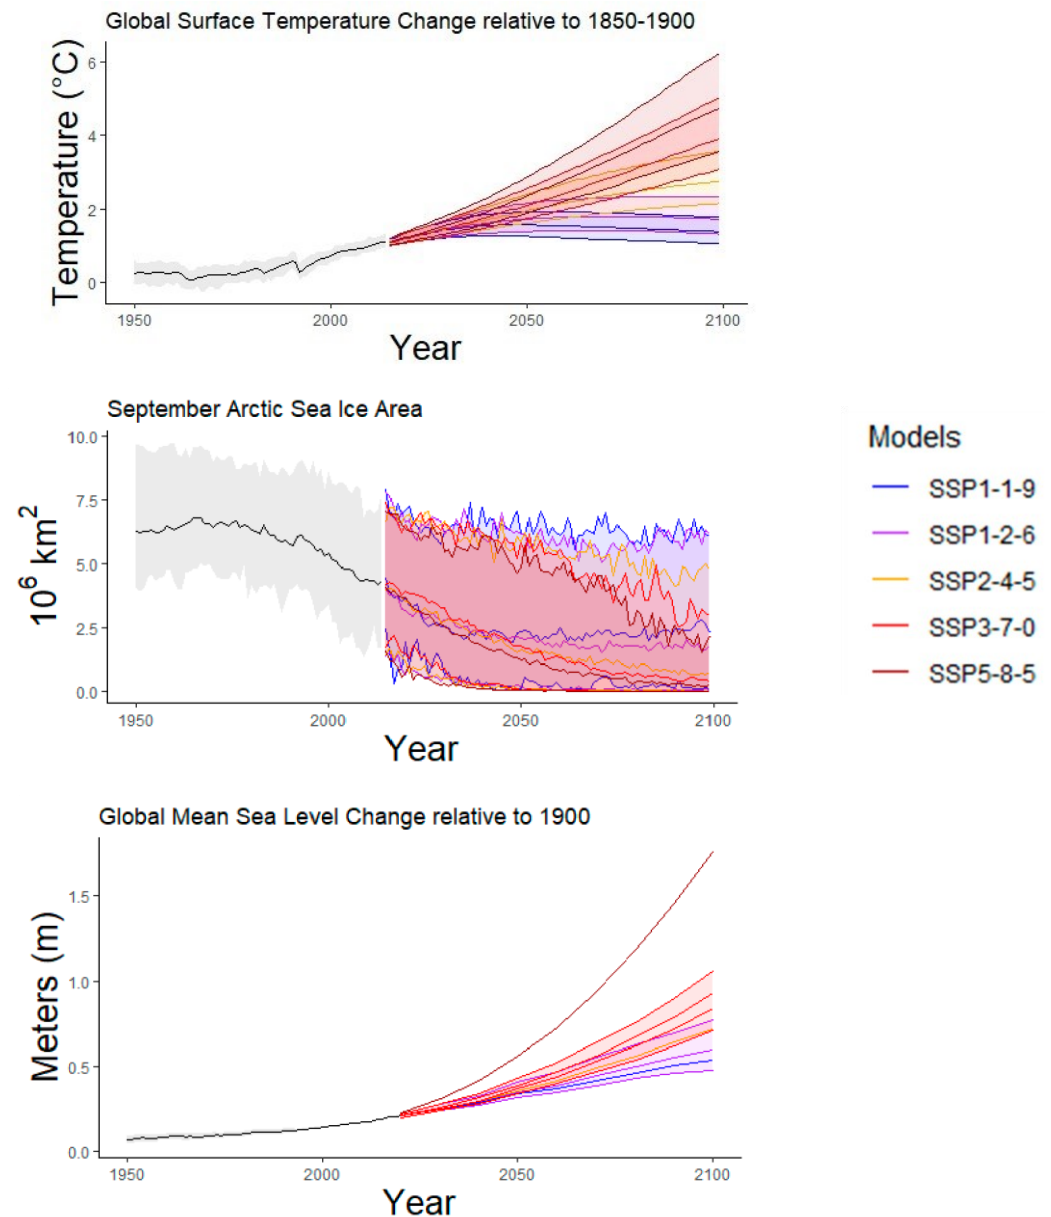 Global Surface Temperature Change relative to 1850-1900
Temperature (°C)
6
4
2
0
1950
2000
2050
2100
Year
September Arctic Sea Ice Area
10⁶ km²
10.0
7.5
5.0
2.5
0.0
1950
2000
2050
2100
Year
Models
SSP1-1-9
SSP1-2-6
SSP2-4-5
SSP3-7-0
SSP5-8-5
Global Mean Sea Level Change relative to 1900
Meters (m)
1.5
1.0
0.5
0.0
1950
2000
2050
2100
Year